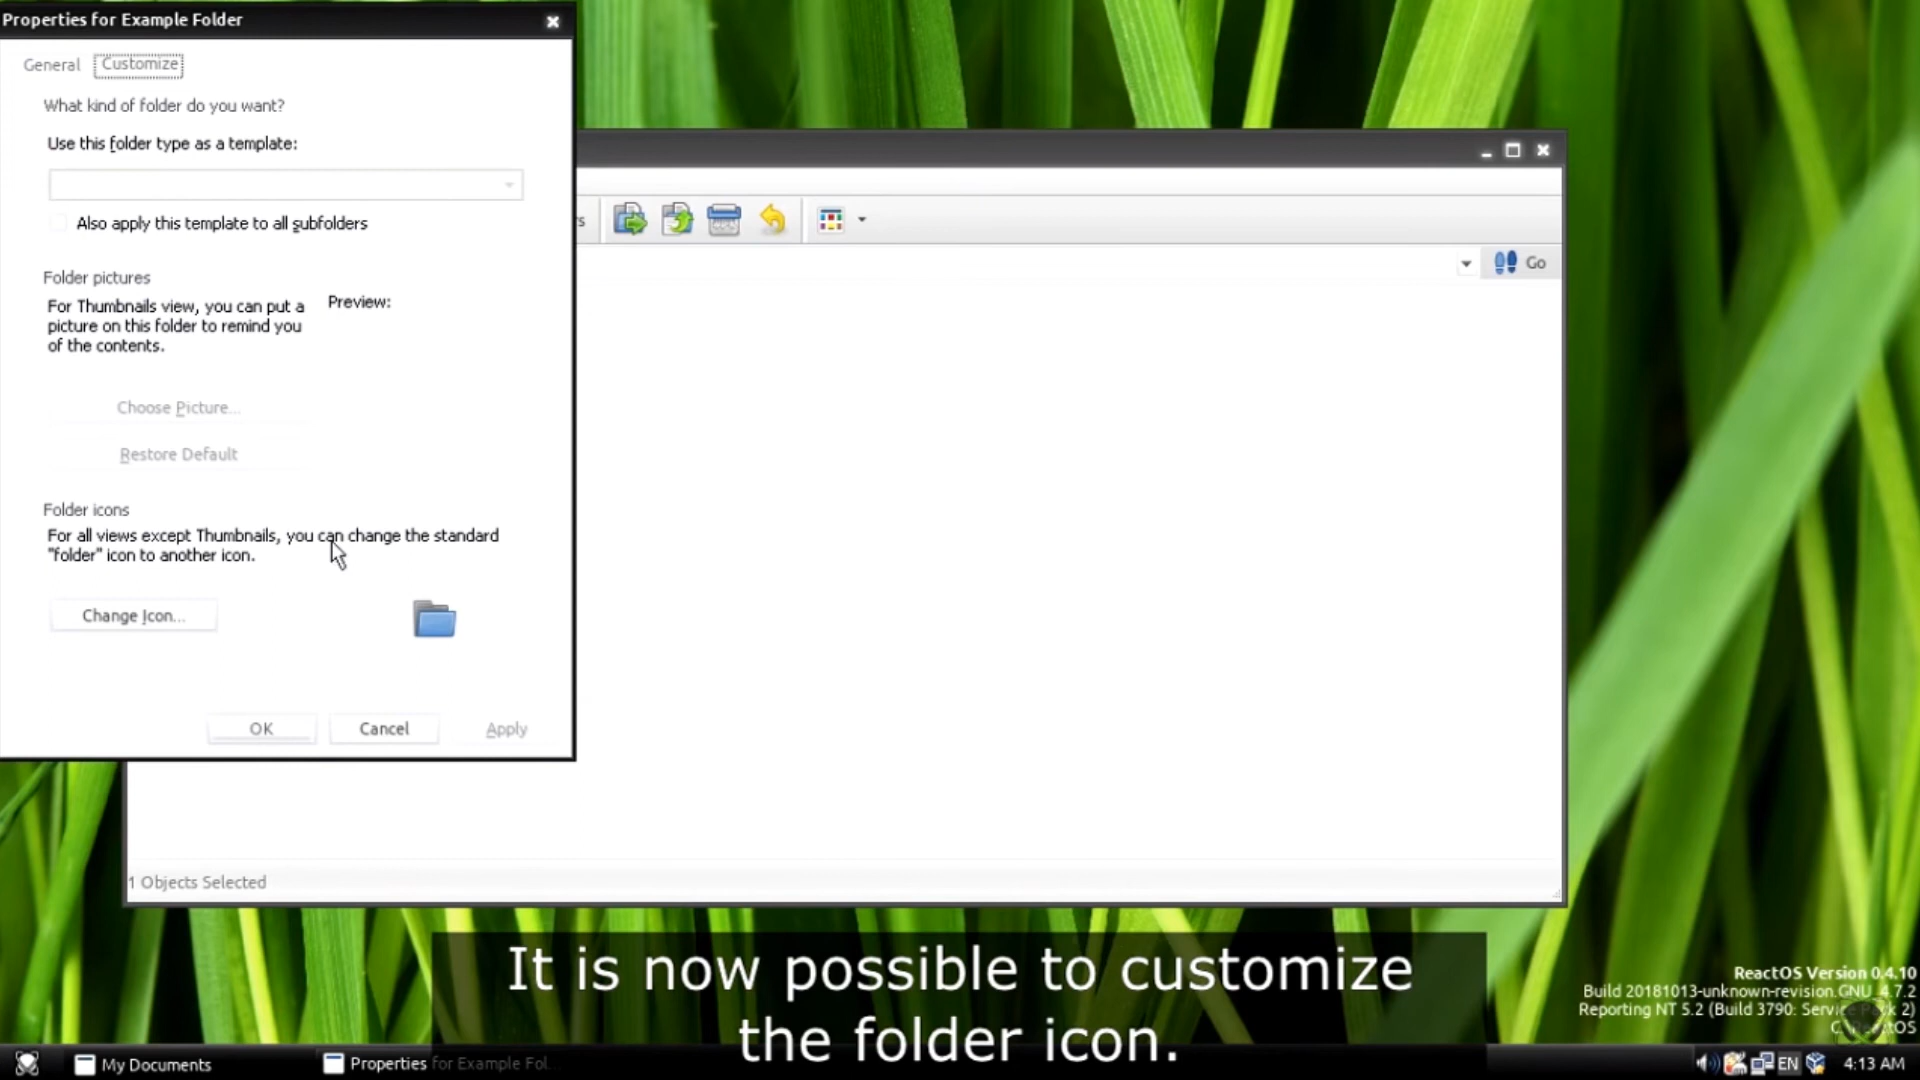 Properties for Example Folder
General Customize
What kind of folder do you want?
Use this folder type as a template:
Also apply this template to all subfolders
Folder pictures
For Thumbnails view, you can put a
picture on this folder to remind you
of the contents.
Preview:
Choose Picture...
Restore Default
Folder icons
For all views except Thumbnails, you can change the standard
"folder" icon to another icon.
Change Icon...
OK Cancel Apply
Go
1 Objects Selected
It is now possible to customize
the folder icon.
ReactOS Version 0.4.10
Build 20181013-unknown-revision.GNU_4.7.2
Reporting NT 5.2 (Build 3790: Service Pack 2)
My Documents
Properties for Example Fol...
EN
4:13 AM